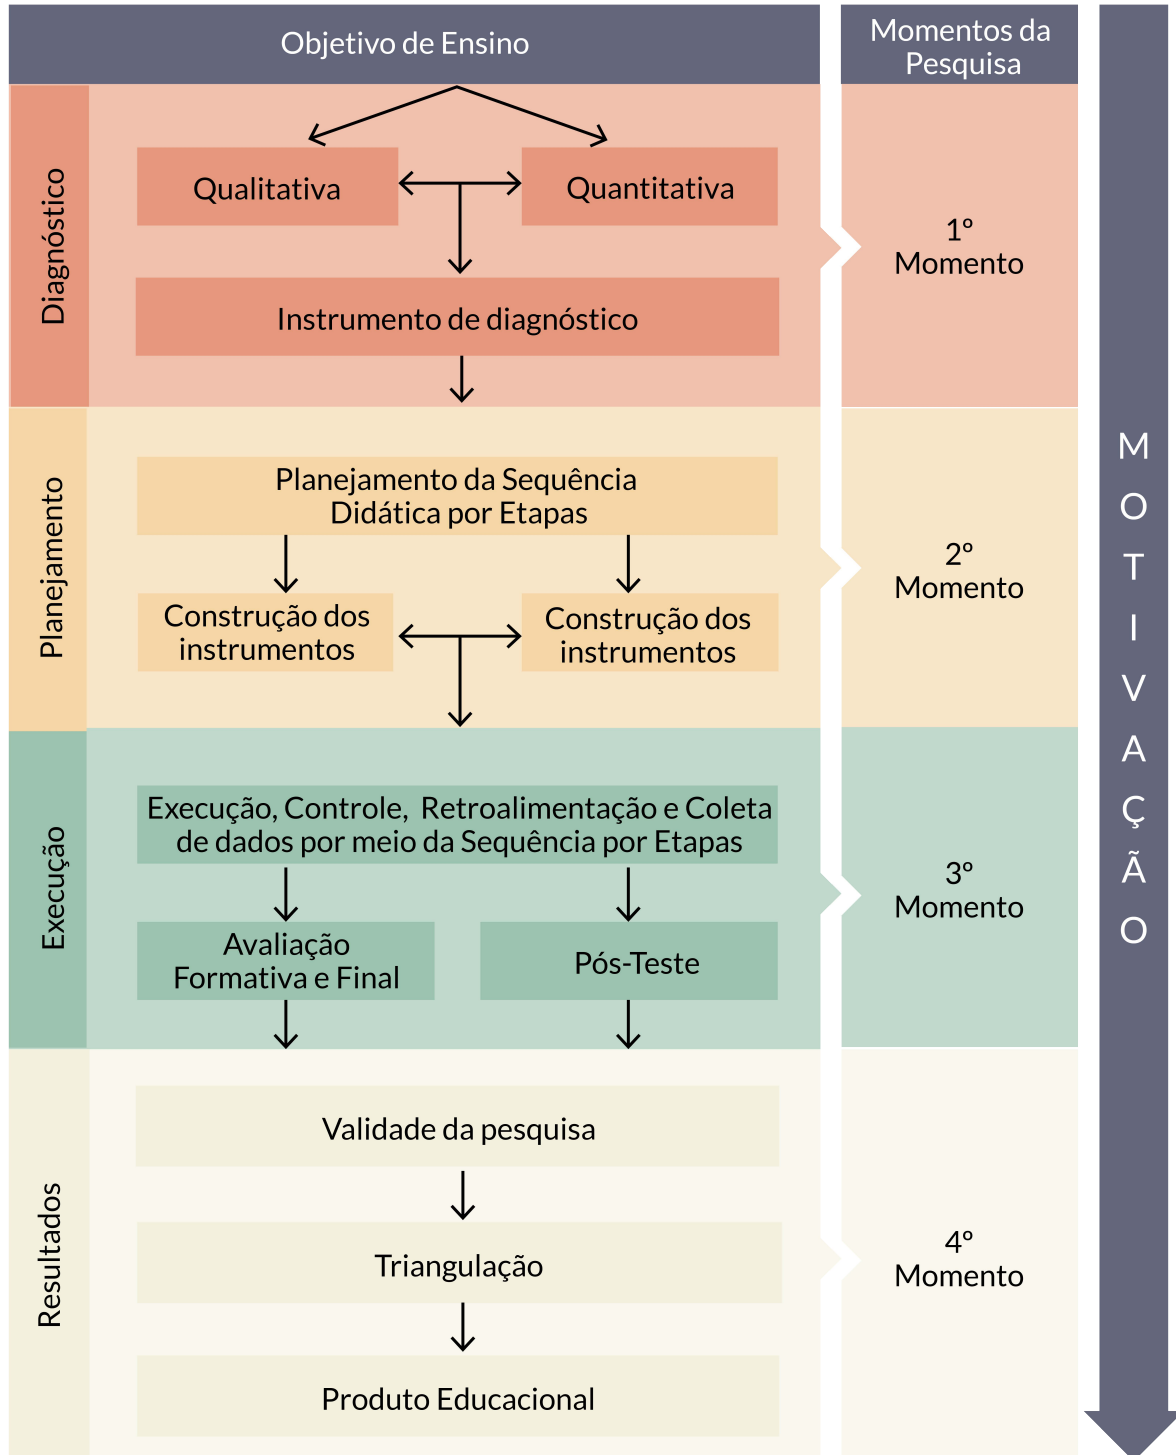 Objetivo de Ensino
Momentos da
Pesquisa
Diagnóstico
Qualitativa
Quantitativa
Instrumento de diagnóstico
1º
Momento
Planejamento
Planejamento da Sequência
Didática por Etapas
Construção dos
instrumentos
Construção dos
instrumentos
2º
Momento
Execução
Execução, Controle, Retroalimentação e Coleta
de dados por meio da Sequência por Etapas
Avaliação
Formativa e Final
Pós-Teste
3º
Momento
Resultados
Validade da pesquisa
Triangulação
Produto Educacional
4º
Momento
MOTIVAÇÃO